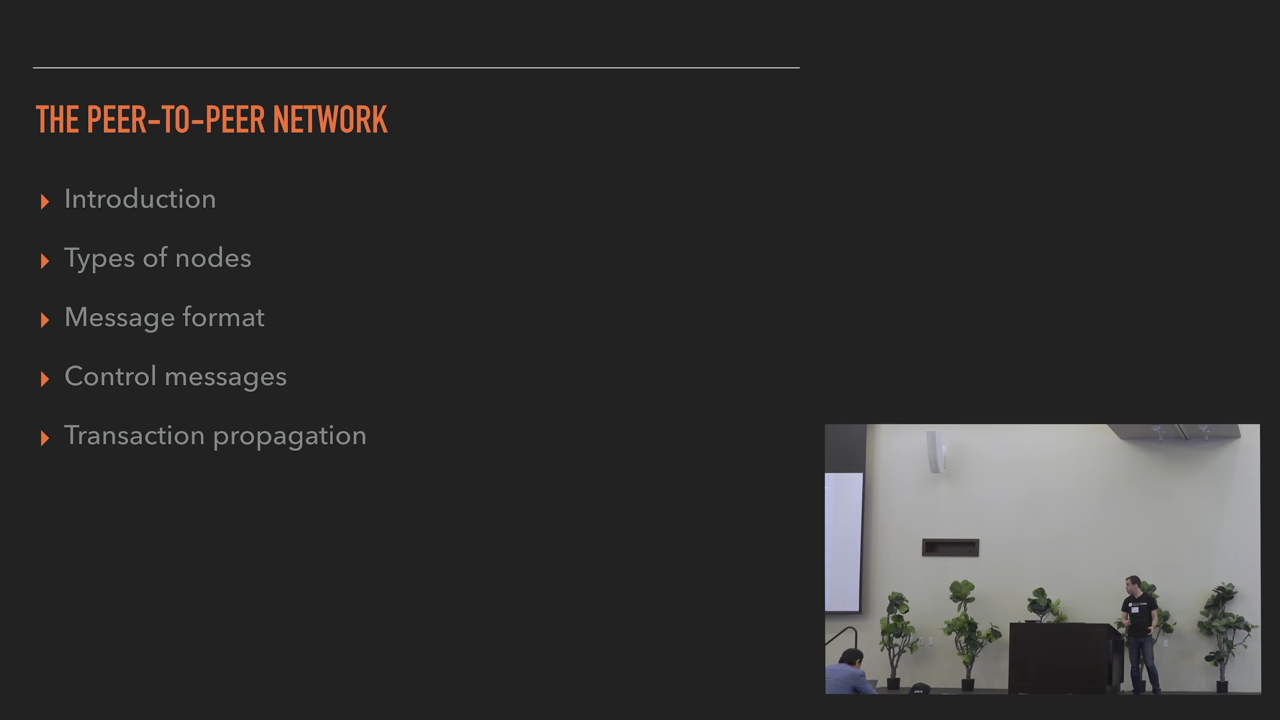 THE PEER-TO-PEER NETWORK
Introduction
Types of nodes
Message format
Control messages
Transaction propagation